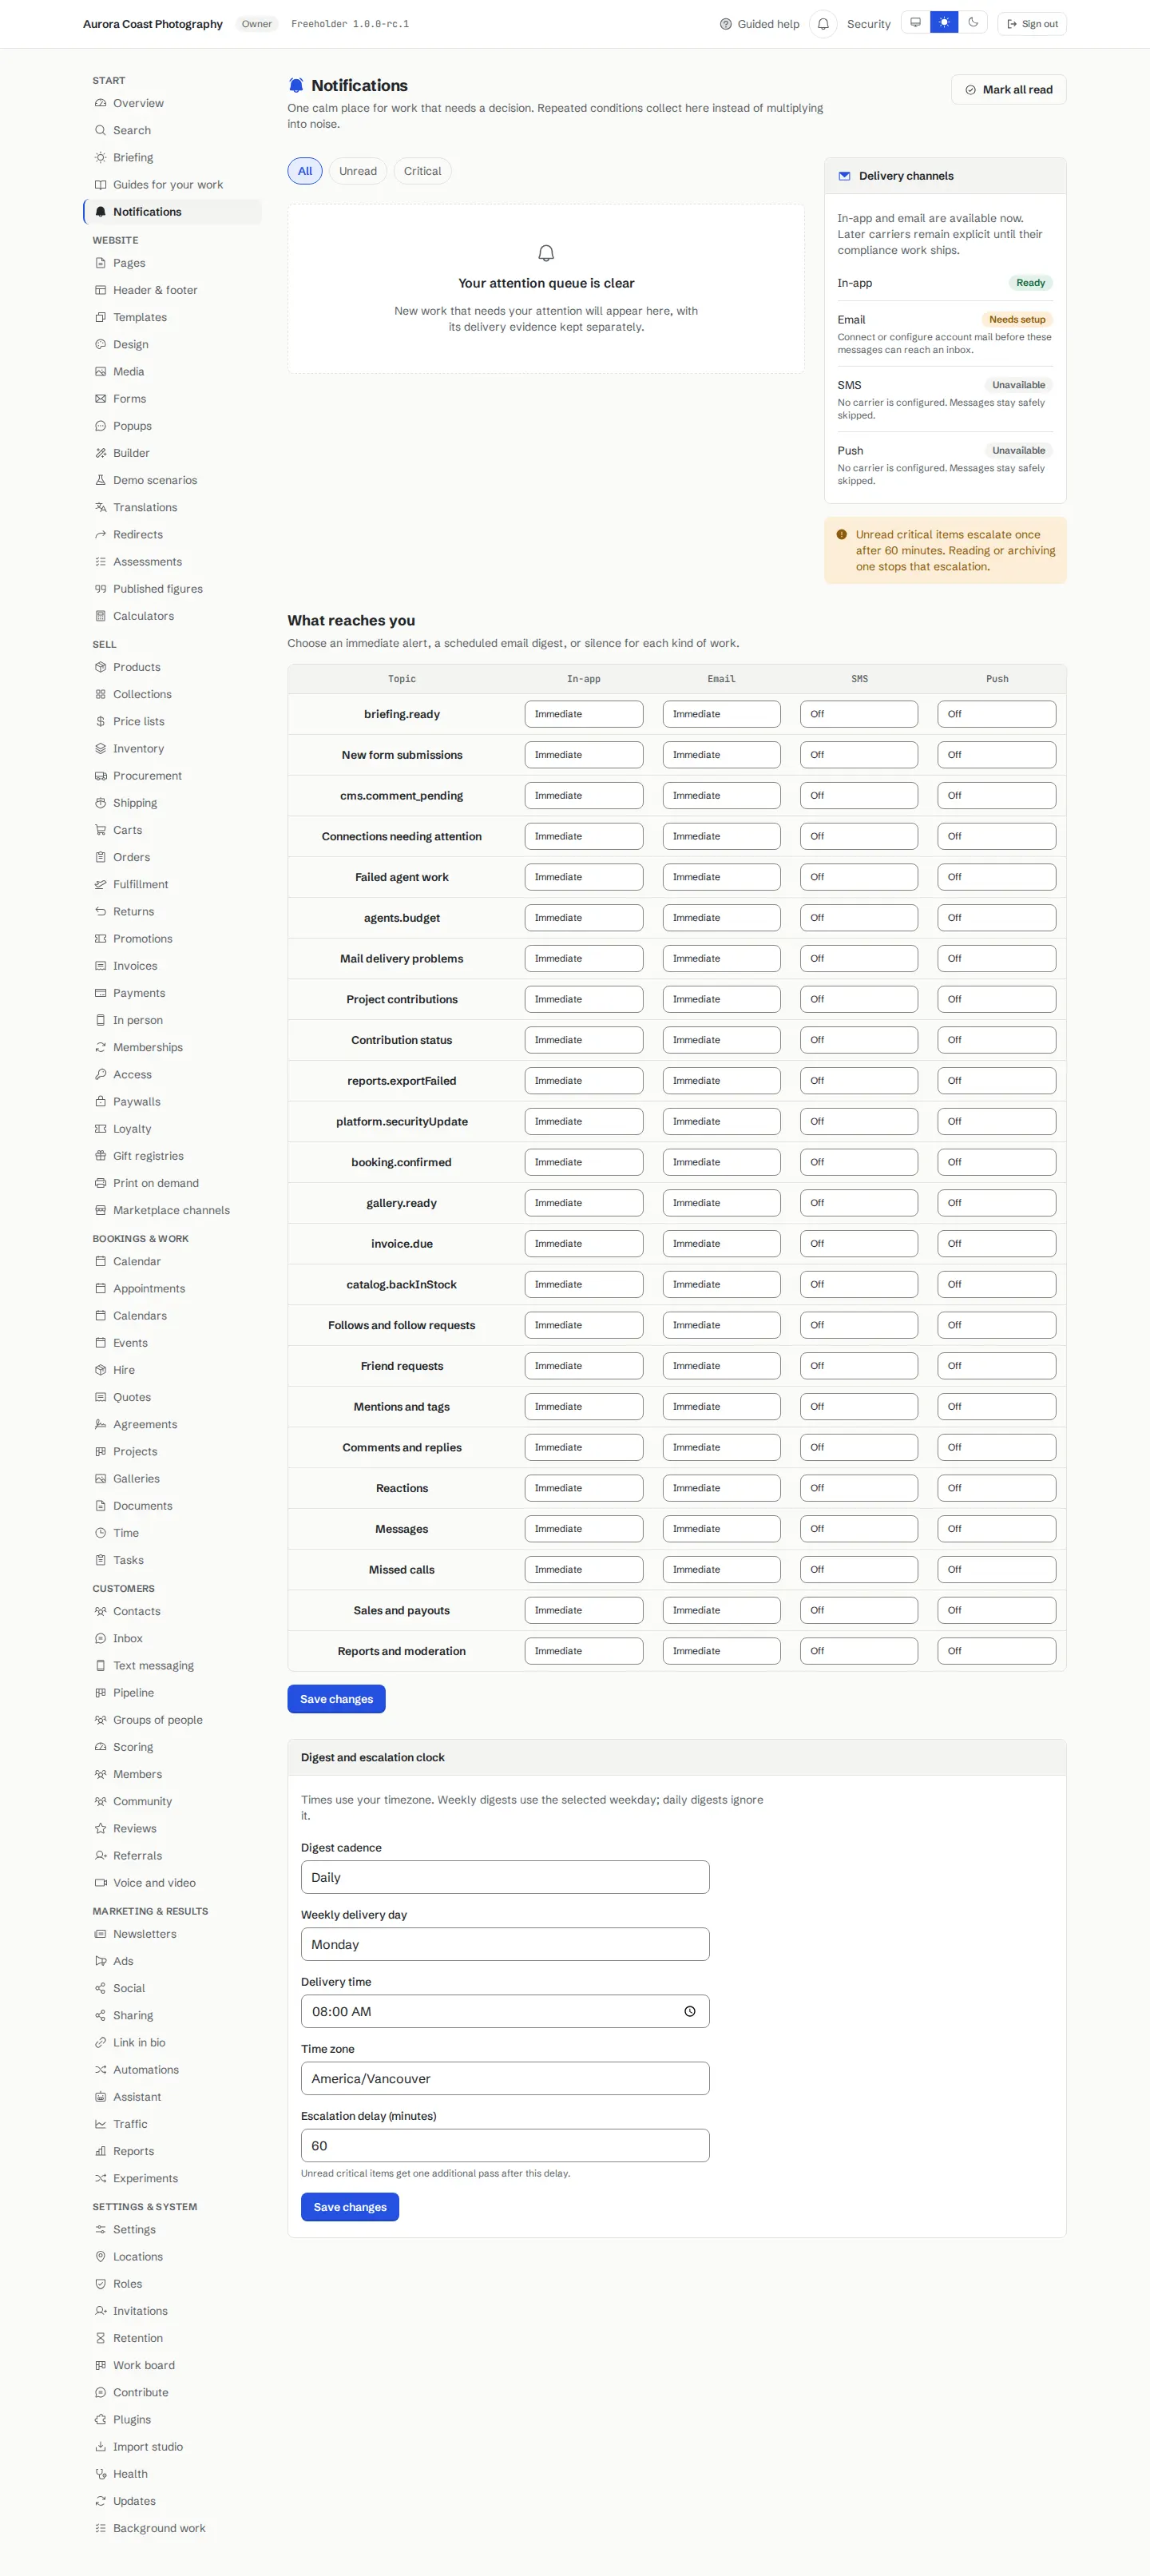 Aurora Coast Photography
Owner
Freeholder 1.0.0-rc.1
Guided help
Security
Sign out
START
Overview
Search
Briefing
Guides for your work
Notifications
WEBSITE
Pages
Header & footer
Templates
Design
Media
Forms
Popups
Builder
Demo scenarios
Translations
Redirects
Assessments
Published figures
Calculators
SELL
Products
Collections
Price lists
Inventory
Procurement
Shipping
Carts
Orders
Fulfillment
Returns
Promotions
Invoices
Payments
In person
Memberships
Access
Paywalls
Loyalty
Gift registries
Print on demand
Marketplace channels
BOOKINGS & WORK
Calendar
Appointments
Calendars
Events
Hire
Quotes
Agreements
Projects
Galleries
Documents
Time
Tasks
CUSTOMERS
Contacts
Inbox
Text messaging
Pipeline
Groups of people
Scoring
Members
Community
Reviews
Referrals
Voice and video
MARKETING & RESULTS
Newsletters
Ads
Social
Sharing
Link in bio
Automations
Assistant
Traffic
Reports
Experiments
SETTINGS & SYSTEM
Settings
Locations
Roles
Invitations
Retention
Work board
Contribute
Plugins
Import studio
Health
Updates
Background work
Notifications
One calm place for work that needs a decision. Repeated conditions collect here instead of multiplying
into noise.
Mark all read
All
Unread
Critical
Your attention queue is clear
New work that needs your attention will appear here, with
its delivery evidence kept separately.
Delivery channels
In-app and email are available now.
Later carriers remain explicit until their
compliance work ships.
In-app
Ready
Email
Needs setup
Connect or configure account mail before these
messages can reach an inbox.
SMS
Unavailable
No carrier is configured. Messages stay safely
skipped.
Push
Unavailable
No carrier is configured. Messages stay safely
skipped.
Unread critical items escalate once
after 60 minutes. Reading or archiving
one stops that escalation.
What reaches you
Choose an immediate alert, a scheduled email digest, or silence for each kind of work.
Topic In-app Email SMS Push
briefing.ready Immediate Immediate Off Off
New form submissions Immediate Immediate Off Off
cms.comment_pending Immediate Immediate Off Off
Connections needing attention Immediate Immediate Off Off
Failed agent work Immediate Immediate Off Off
agents.budget Immediate Immediate Off Off
Mail delivery problems Immediate Immediate Off Off
Project contributions Immediate Immediate Off Off
Contribution status Immediate Immediate Off Off
reports.exportFailed Immediate Immediate Off Off
platform.securityUpdate Immediate Immediate Off Off
booking.confirmed Immediate Immediate Off Off
gallery.ready Immediate Immediate Off Off
invoice.due Immediate Immediate Off Off
catalog.backInStock Immediate Immediate Off Off
Follows and follow requests Immediate Immediate Off Off
Friend requests Immediate Immediate Off Off
Mentions and tags Immediate Immediate Off Off
Comments and replies Immediate Immediate Off Off
Reactions Immediate Immediate Off Off
Messages Immediate Immediate Off Off
Missed calls Immediate Immediate Off Off
Sales and payouts Immediate Immediate Off Off
Reports and moderation Immediate Immediate Off Off
Save changes
Digest and escalation clock
Times use your timezone. Weekly digests use the selected weekday; daily digests ignore
it.
Digest cadence
Daily
Weekly delivery day
Monday
Delivery time
08:00 AM
Time zone
America/Vancouver
Escalation delay (minutes)
60
Unread critical items get one additional pass after this delay.
Save changes